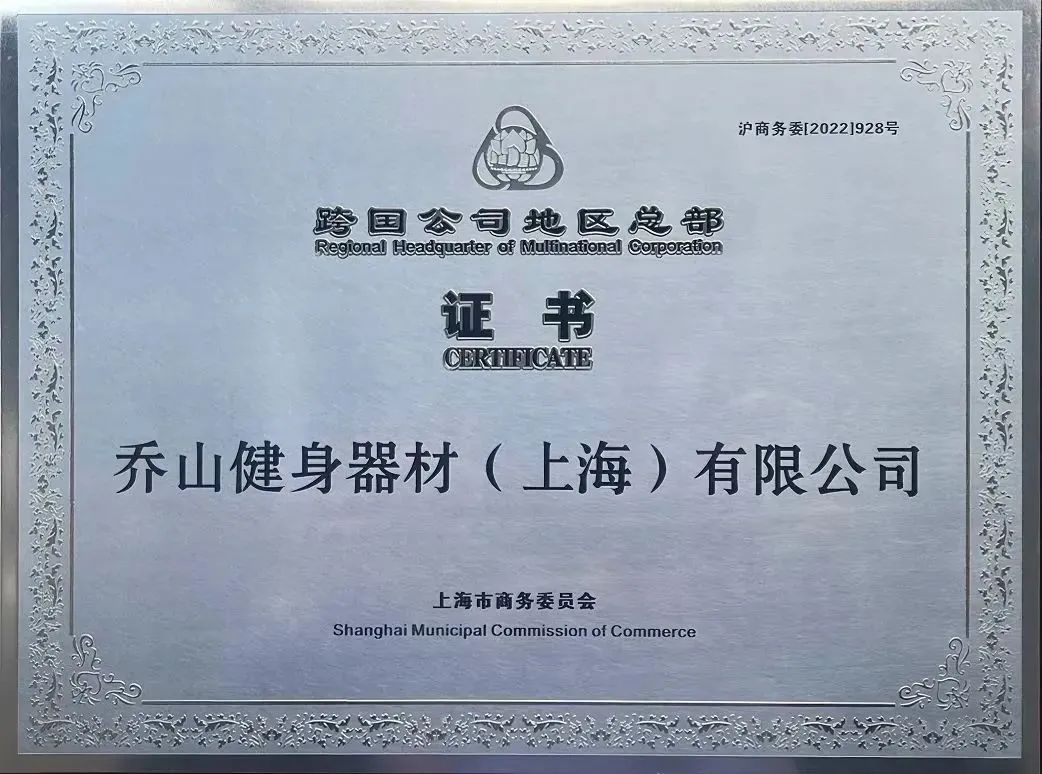 沪商务委[2022]928号
跨国公司地区总部
Regional Headquarter of Multinational Corporation
证 书
CERTIFICATE
乔山健身器材（上海）有限公司
上海市商务委员会
Shanghai Municipal Commission of Commerce